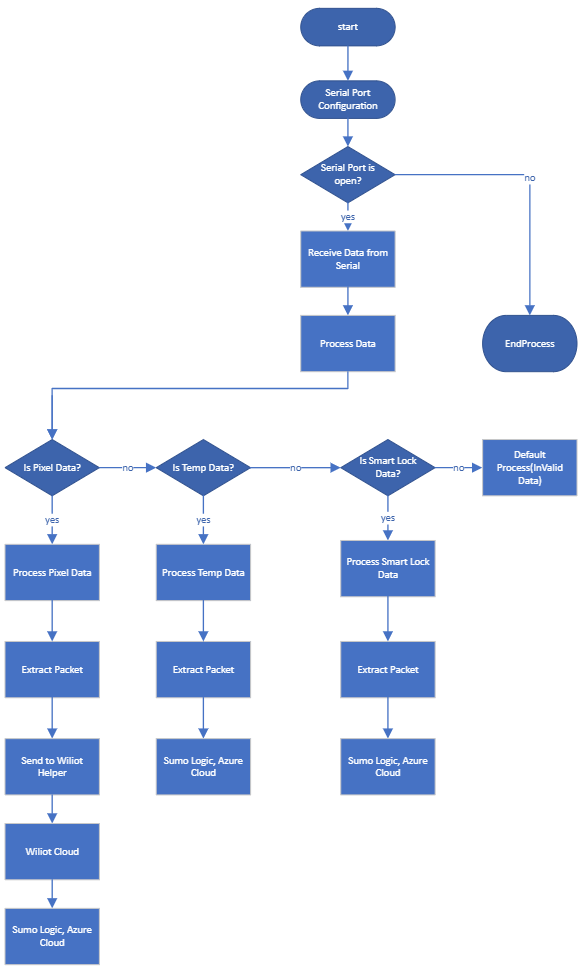 start
Serial Port
Configuration
Serial Port is
open?
no
yes
Receive Data from
Serial
Process Data
EndProcess
Is Pixel Data?
no
Is Temp Data?
no
Is Smart Lock
Data?
no
Default
Process(InValid
Data)
yes
yes
yes
Process Pixel Data
Process Temp Data
Process Smart Lock
Data
Extract Packet
Extract Packet
Extract Packet
Send to Wiliot
Helper
Sumo Logic, Azure
Cloud
Sumo Logic, Azure
Cloud
Wiliot Cloud
Sumo Logic, Azure
Cloud